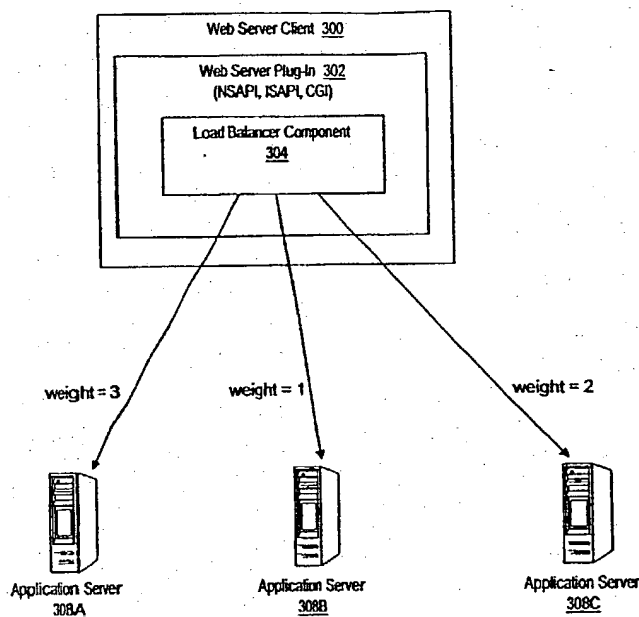 Web Server Client 300
Web Server Plug-In 302
(NSAPI, ISAPI, CGI)
Load Balancer Component
304
weight = 3
weight = 1
weight = 2
Application Server
308A
Application Server
308B
Application Server
308C